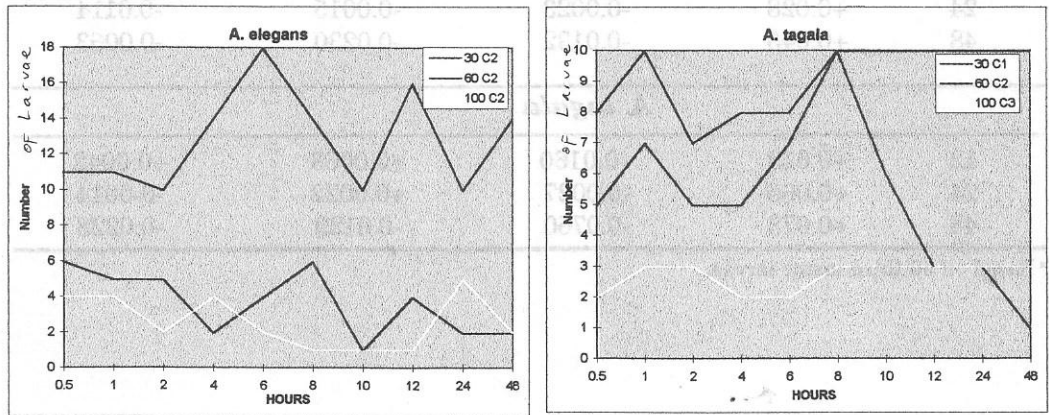 A. elegans
Number of Larvae
18
16
14
12
10
8
6
4
2
0
30 C2
60 C2
100 C2
0.5 1 2 4 6 8 10 12 24 48
HOURS
A. tagala
Number of Larvae
10
9
8
7
6
5
4
3
2
1
0
30 C1
60 C2
100 C3
0.5 1 2 4 6 8 10 12 24 48
HOURS